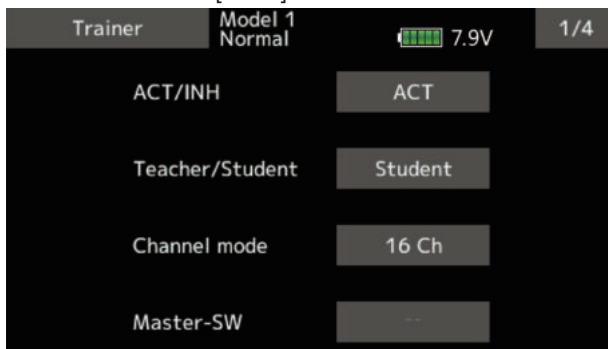 Trainer Model 1 Normal 7.9V 1/4
ACT/INH ACT
Teacher/Student Student
Channel mode 16 Ch
Master-SW --